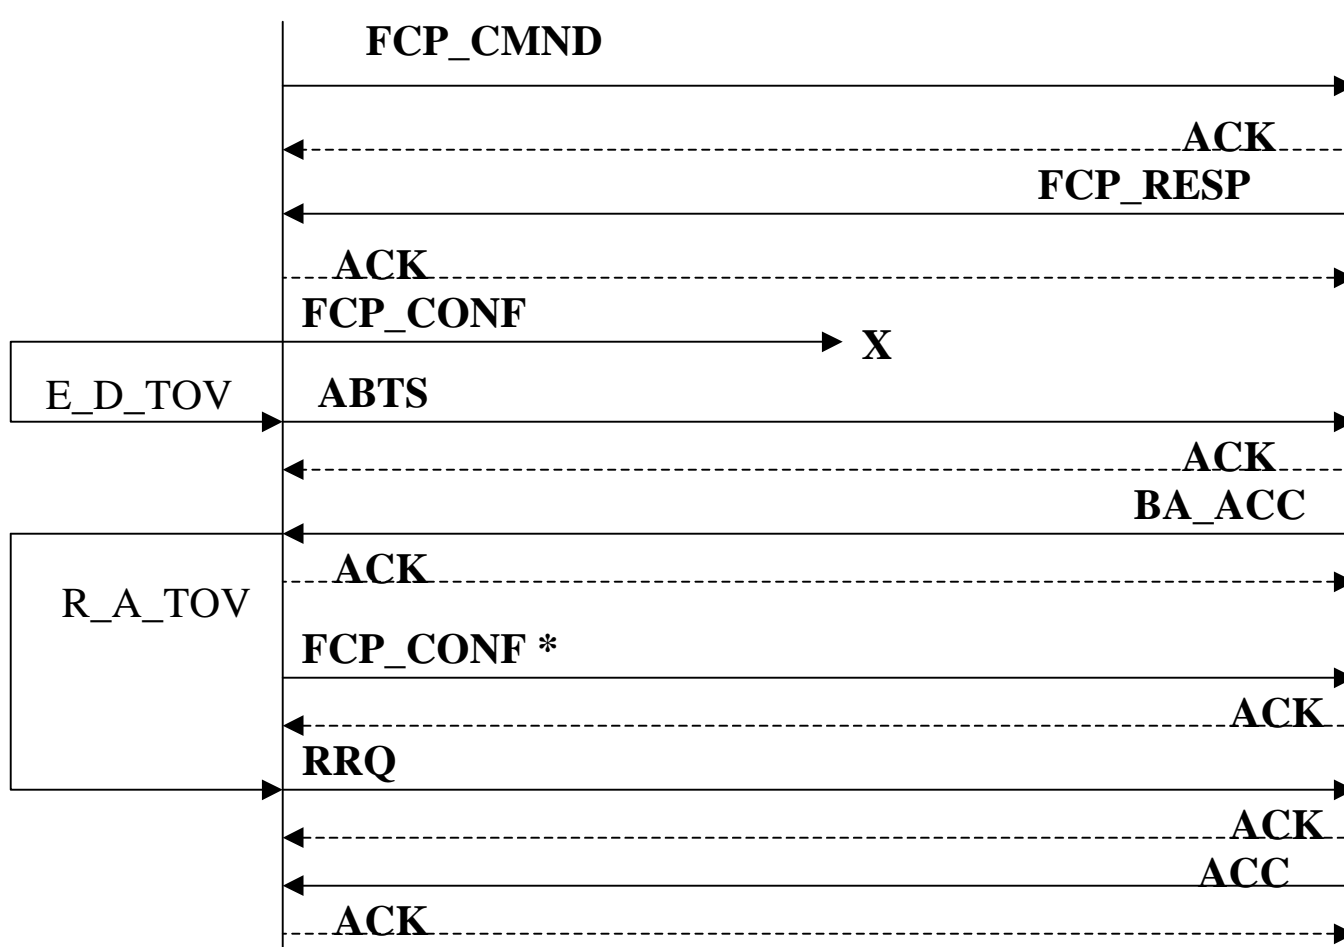 FCP_CMND
ACK
FCP_RESP
ACK
FCP_CONF
X
E_D_TOV
ABTS
ACK
BA_ACC
ACK
R_A_TOV
FCP_CONF *
ACK
RRQ
ACK
ACC
ACK